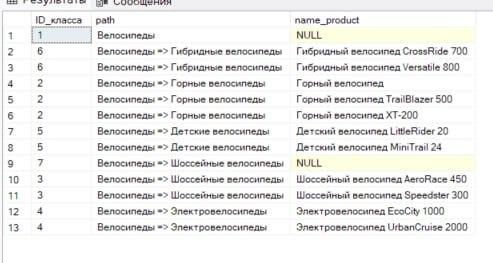 Результаты Сообщения
ID_класса path name_product
1 1 Велосипеды NULL
2 6 Велосипеды => Гибридные велосипеды Гибридный велосипед CrossRide 700
3 6 Велосипеды => Гибридные велосипеды Гибридный велосипед Versatile 800
4 2 Велосипеды => Горные велосипеды Горный велосипед
5 2 Велосипеды => Горные велосипеды Горный велосипед TrailBlazer 500
6 2 Велосипеды => Горные велосипеды Горный велосипед XT-200
7 5 Велосипеды => Детские велосипеды Детский велосипед LittleRider 20
8 5 Велосипеды => Детские велосипеды Детский велосипед MiniTrail 24
9 7 Велосипеды => Шоссейные велосипеды NULL
10 3 Велосипеды => Шоссейные велосипеды Шоссейный велосипед AeroRace 450
11 3 Велосипеды => Шоссейные велосипеды Шоссейный велосипед Speedster 300
12 4 Велосипеды => Электровелосипеды Электровелосипед EcoCity 1000
13 4 Велосипеды => Электровелосипеды Электровелосипед UrbanCruise 2000